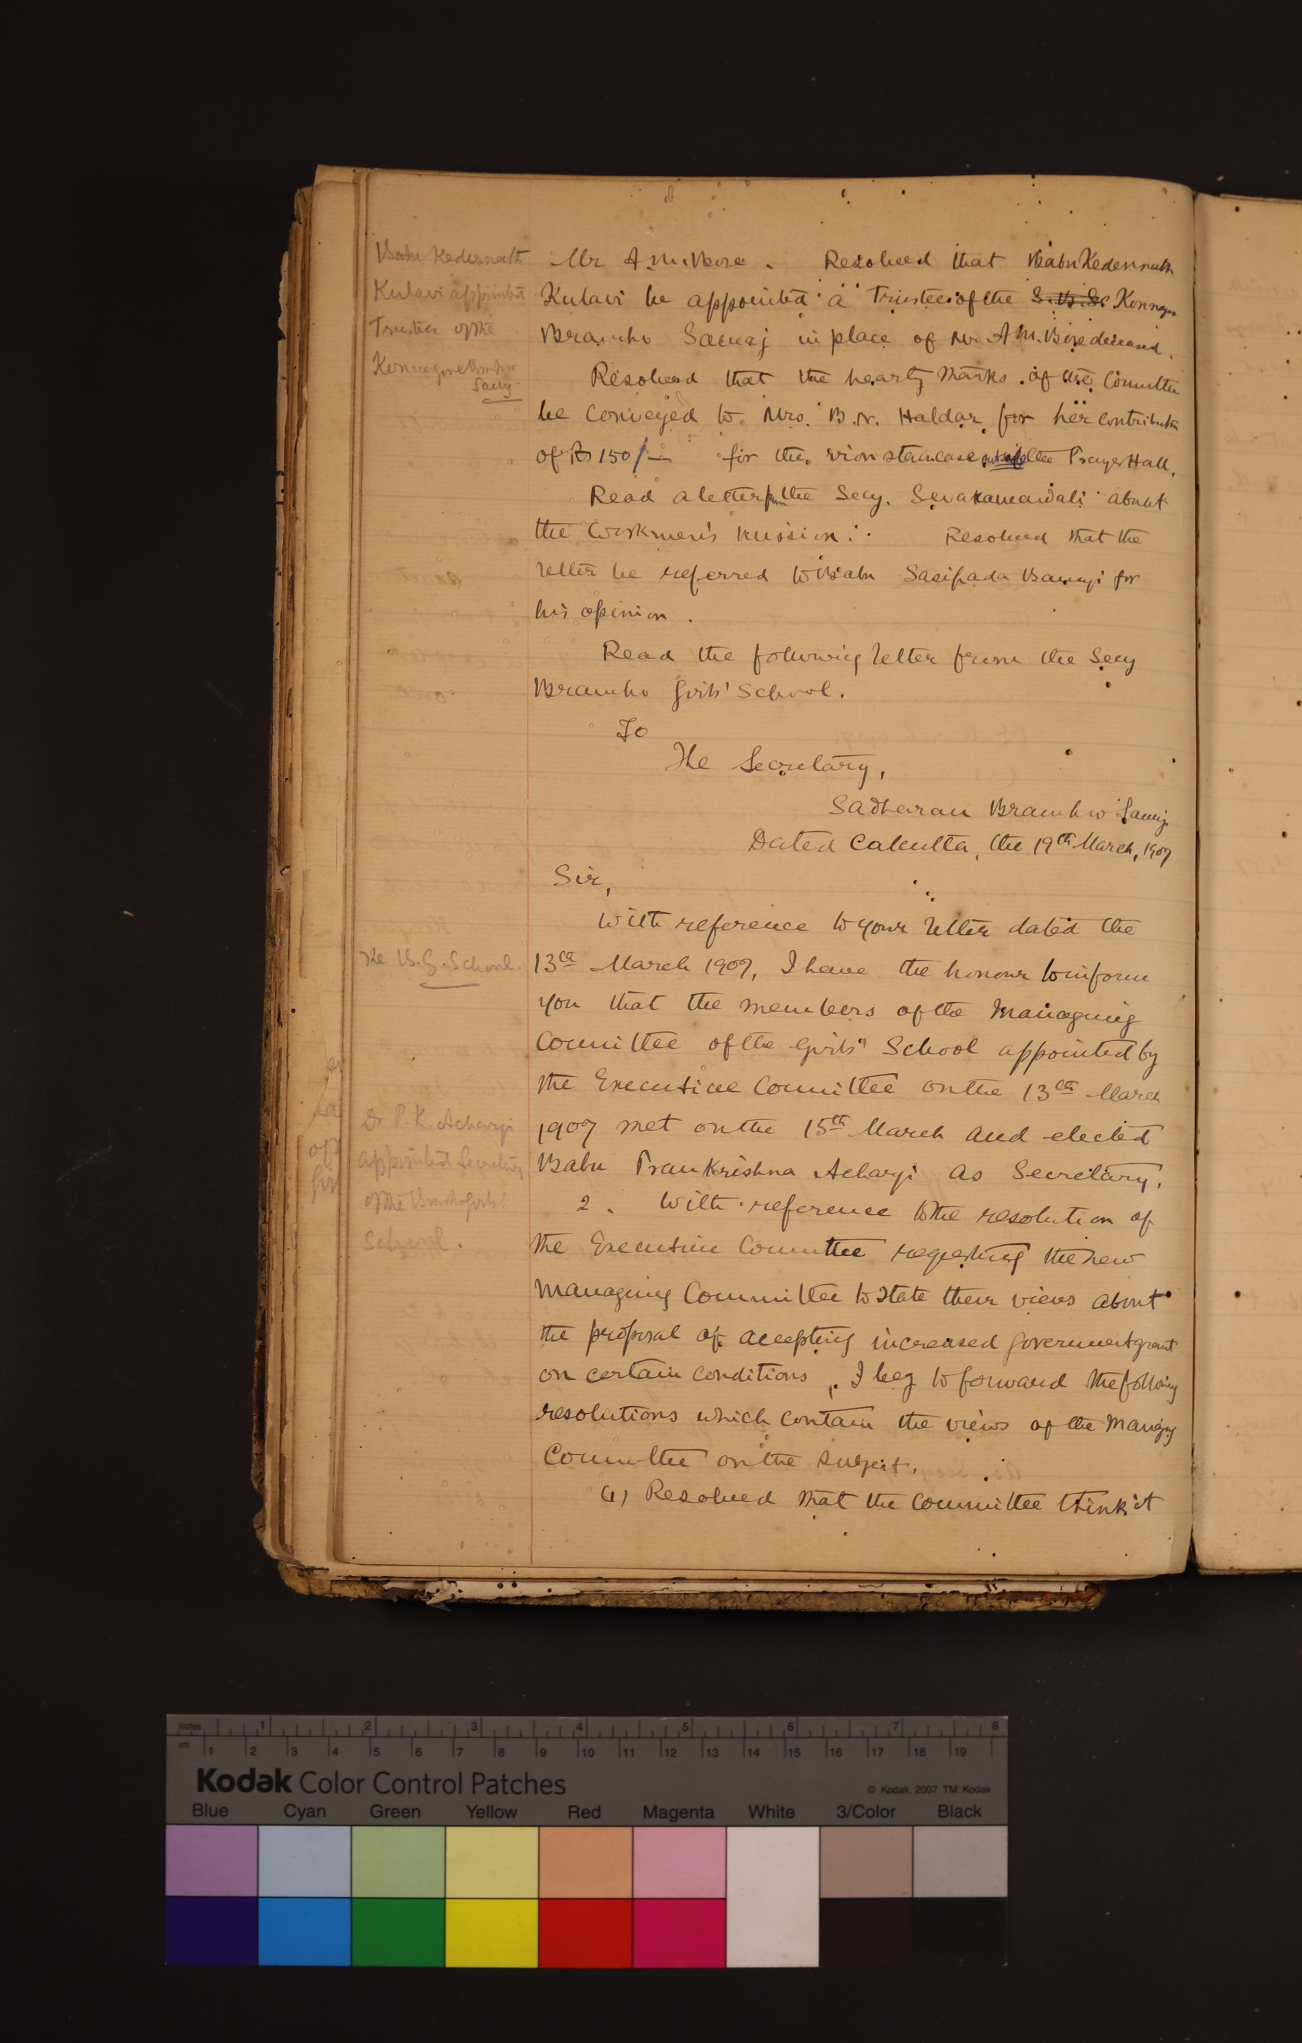 Babu Kedernath
Kulavi appointed
Trustee of the
Konnagore Bramho
Samj.
Mr A. M. Bose. Resolved that Babu Kedernath
Kulavi be appointed a Trustee of the S. B. S. Konnagar
Bramho Samaj in place of Mr A M. Bose deceased.
Resolved that the hearty thanks of the Committee
be conveyed to Mrs. B. N. Haldar for her contribution
of Rs 150/- for the iron staircase of the Prayer Hall.
Read a letter from the Secy. Sevakamandali about
the Workmen's Mission. Resolved that the
letter be referred to Babu Sasipada Banerji for
his opinion.
Read the following letter from the Secy
Bramho Girls' School.
To
The Secretary,
Sadharan Bramho Samj.
Dated Calcutta, the 19th March, 1907
Sir,
With reference to your letter dated the
The B. G. School.
13th March 1907, I have the honour to inform
you that the members of the Managing
Committee of the Girls' School appointed by
the Executive Committee on the 13th March
1907 met on the 15th March and elected
Babu Prankrishna Acharji as Secretary.
Dr P. K. Acharji
appointed Secretary
of the Bramho Girls'
School.
2. With reference to the resolution of
the Executive Committee requesting the new
Managing Committee to state their views about
the proposal of accepting increased government grant
on certain conditions, I beg to forward the following
resolutions which contain the views of the Managing
Committee on the subject.
(1) Resolved that the Committee think it
inches 1 2 3 4 5 6 7 8
cm 1 2 3 4 5 6 7 8 9 10 11 12 13 14 15 16 17 18 19
Kodak Color Control Patches
© Kodak, 2007 TM: Kodak
Blue Cyan Green Yellow Red Magenta White 3/Color Black